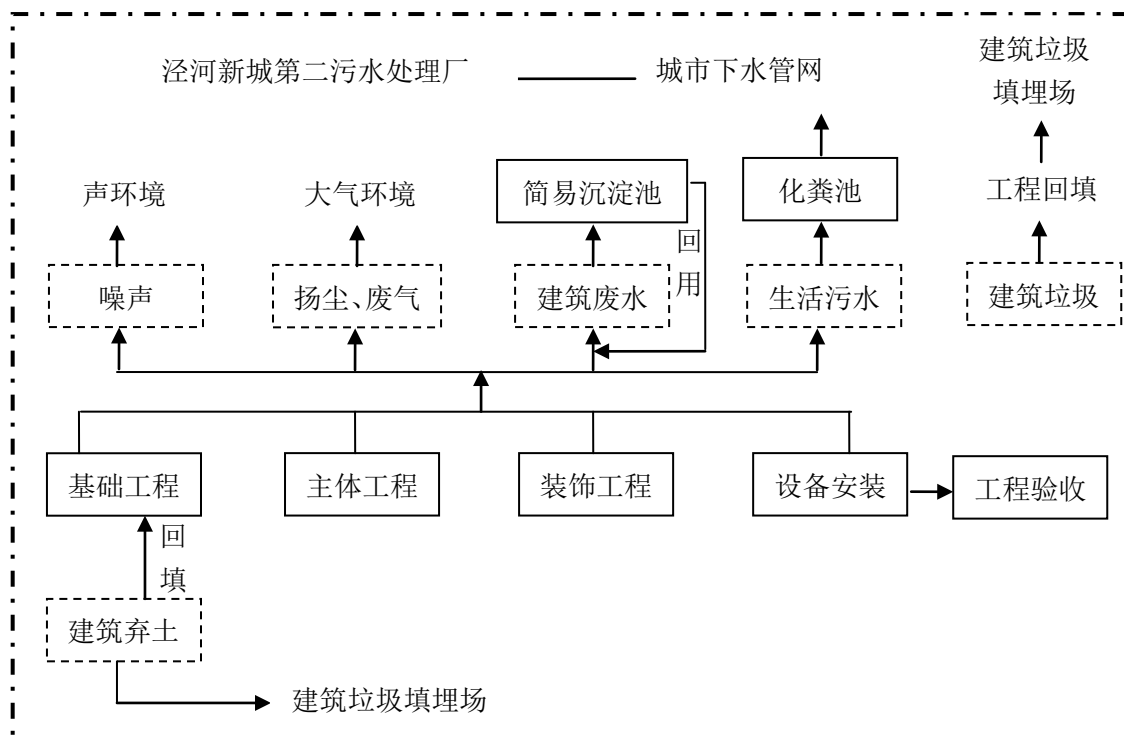 泾河新城第二污水处理厂
城市下水管网
建筑垃圾
填埋场
声环境
大气环境
简易沉淀池
化粪池
工程回填
回
用
噪声
扬尘、废气
建筑废水
生活污水
建筑垃圾
基础工程
主体工程
装饰工程
设备安装
工程验收
回
填
建筑弃土
建筑垃圾填埋场